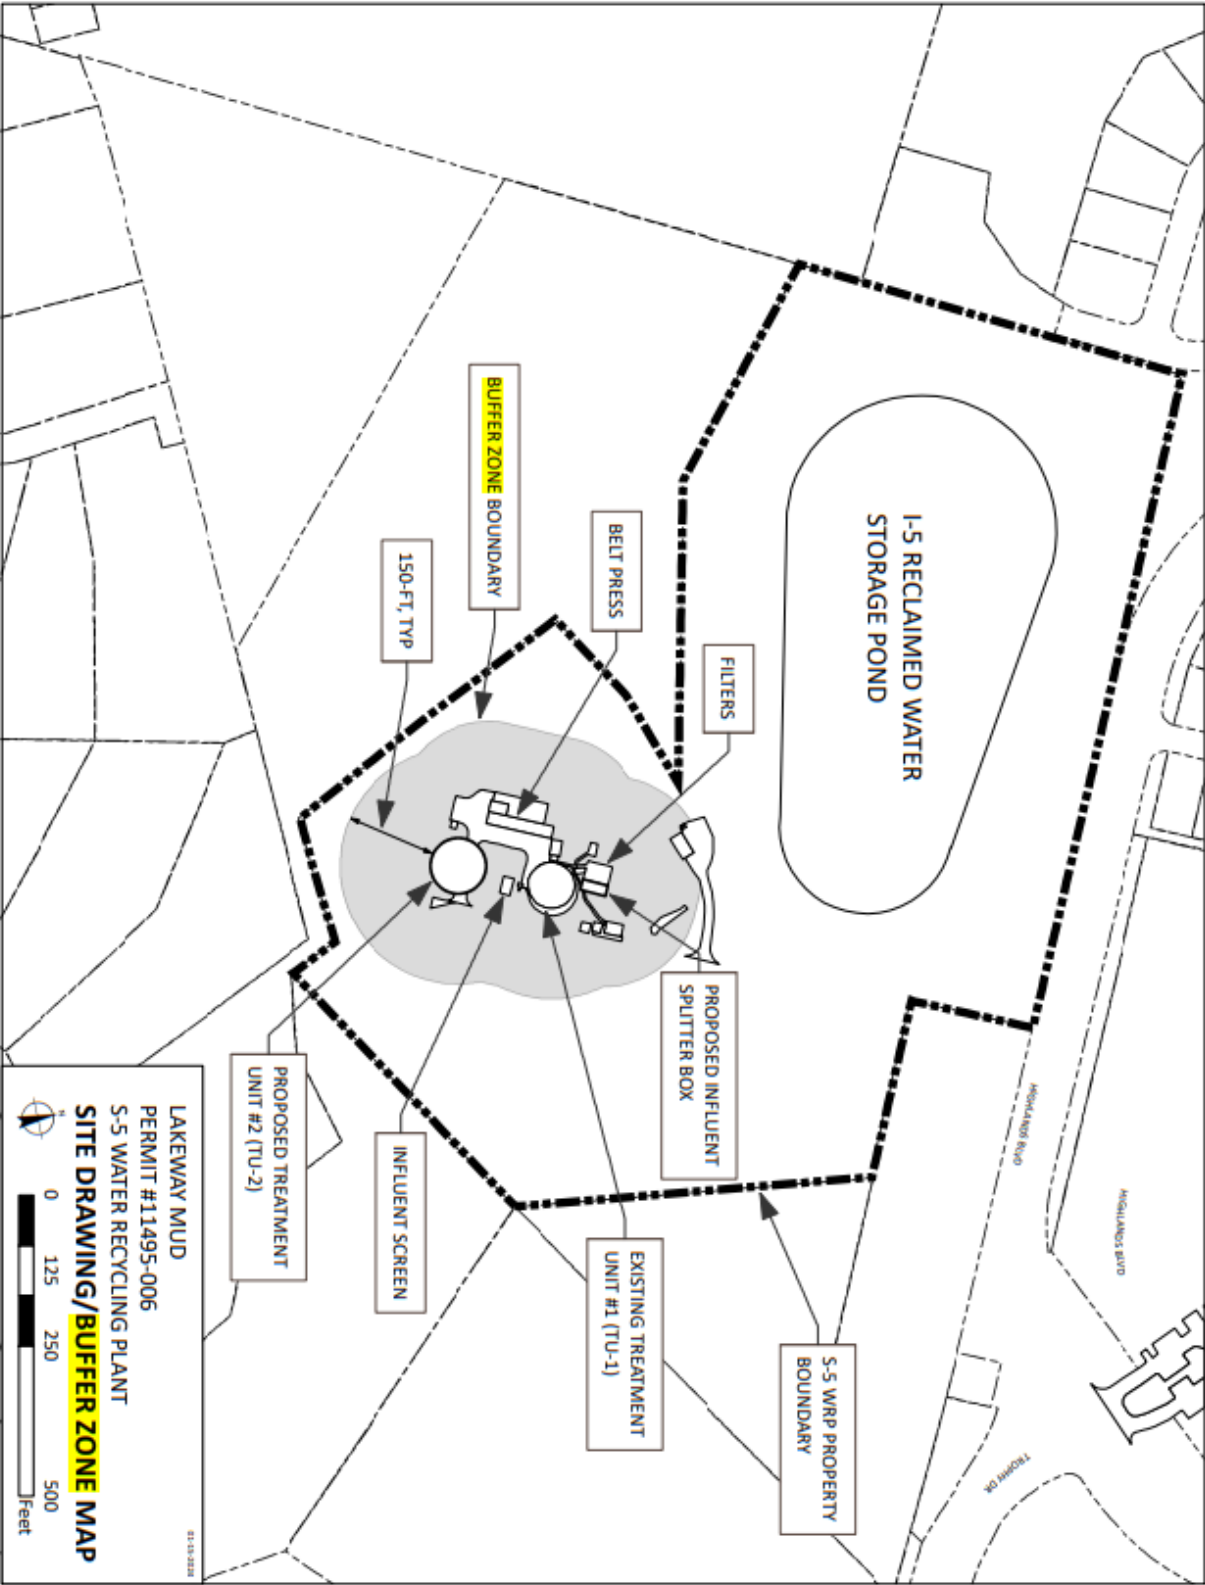 HIGHLANDS BLVD
HIGHLANDS BLVD
TROPHY DR
I-5 RECLAIMED WATER
STORAGE POND
FILTERS
BELT PRESS
BUFFER ZONE BOUNDARY
150-FT, TYP
PROPOSED INFLUENT
SPLITTER BOX
S-5 WRP PROPERTY
BOUNDARY
EXISTING TREATMENT
UNIT #1 (TU-1)
INFLUENT SCREEN
PROPOSED TREATMENT
UNIT #2 (TU-2)
LAKEWAY MUD
PERMIT #11495-006
S-5 WATER RECYCLING PLANT
SITE DRAWING/BUFFER ZONE MAP
N
0 125 250 500
Feet